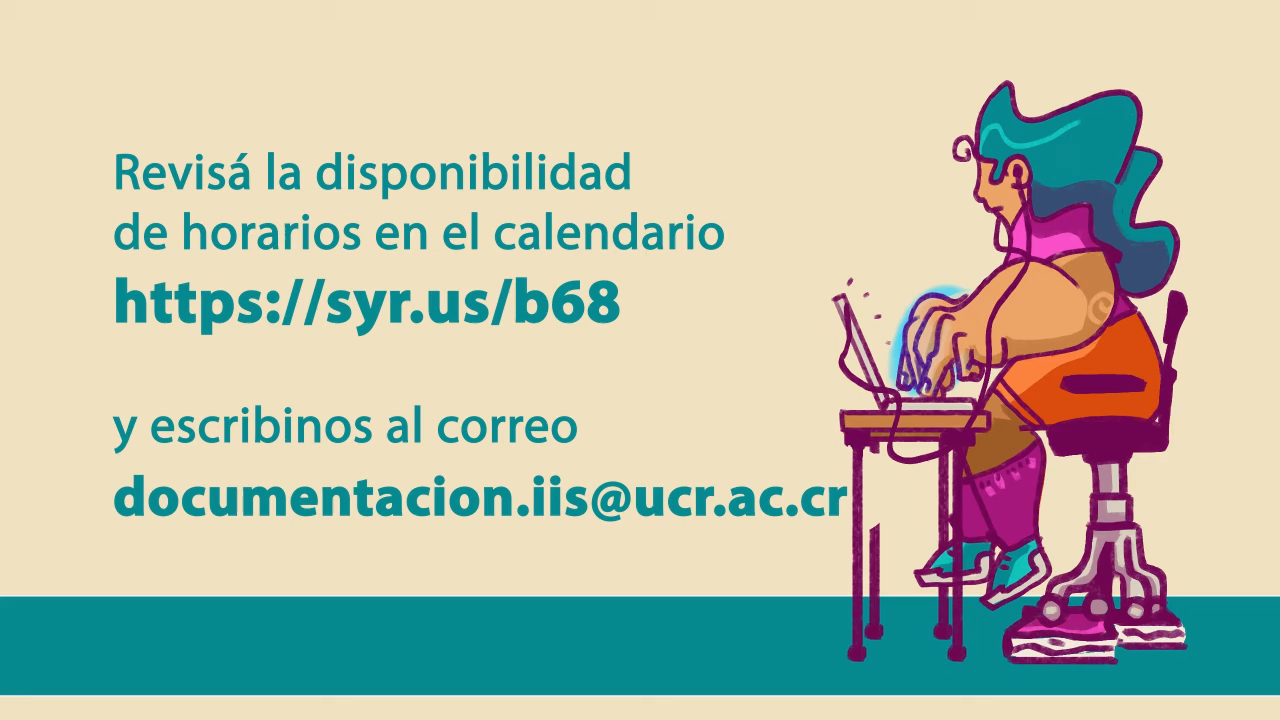 Revisá la disponibilidad
de horarios en el calendario
https://syr.us/b68
y escribinos al correo
documentacion.iis@ucr.ac.cr